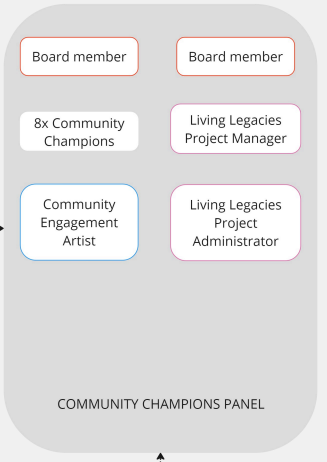 Board member
Board member
8x Community
Champions
Living Legacies
Project Manager
Community
Engagement
Artist
Living Legacies
Project
Administrator
COMMUNITY CHAMPIONS PANEL